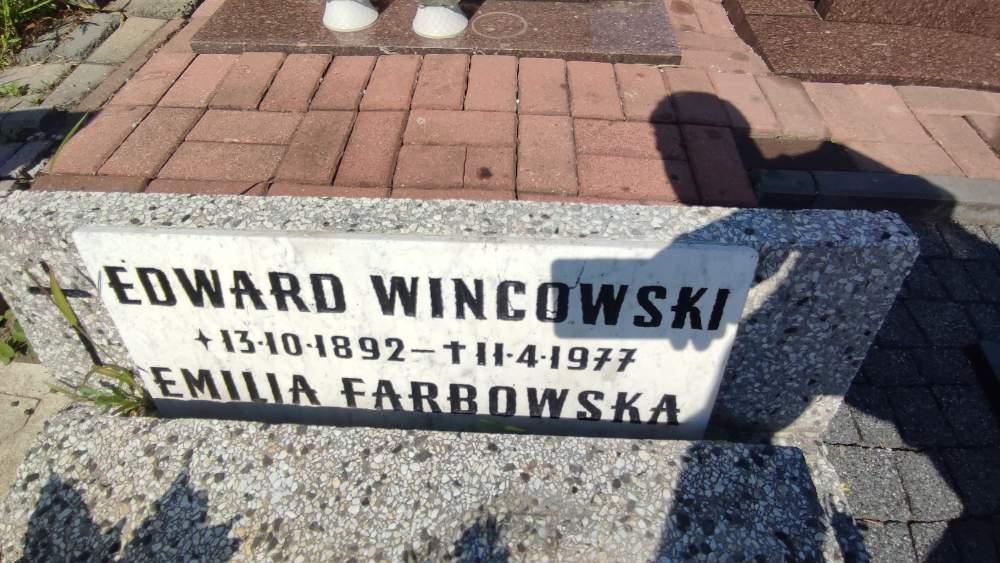 EDWARD WINCOWSKI
✦ 13·10·1892 – † 11·4·1977
EMILIA FARBOWSKA